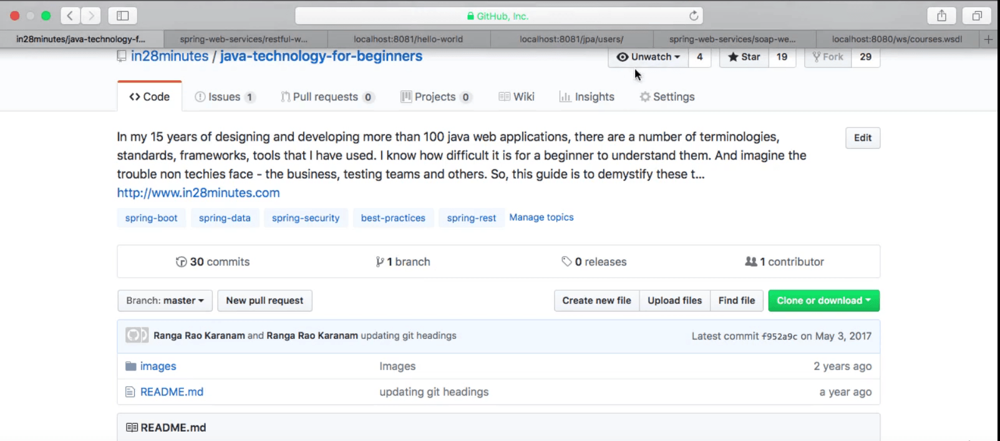 GitHub, Inc.
in28minutes/java-technology-f... spring-web-services/restful-w... localhost:8081/hello-world localhost:8081/jpa/users/ spring-web-services/soap-we... localhost:8080/ws/courses.wsdl +
in28minutes / java-technology-for-beginners Unwatch 4 Star 19 Fork 29
Code Issues 1 Pull requests 0 Projects 0 Wiki Insights Settings
In my 15 years of designing and developing more than 100 java web applications, there are a number of terminologies, Edit
standards, frameworks, tools that I have used. I know how difficult it is for a beginner to understand them. And imagine the
trouble non techies face - the business, testing teams and others. So, this guide is to demystify these t...
http://www.in28minutes.com
spring-boot spring-data spring-security best-practices spring-rest Manage topics
30 commits 1 branch 0 releases 1 contributor
Branch: master New pull request Create new file Upload files Find file Clone or download
Ranga Rao Karanam and Ranga Rao Karanam updating git headings Latest commit f952a9c on May 3, 2017
images Images 2 years ago
README.md updating git headings a year ago
README.md